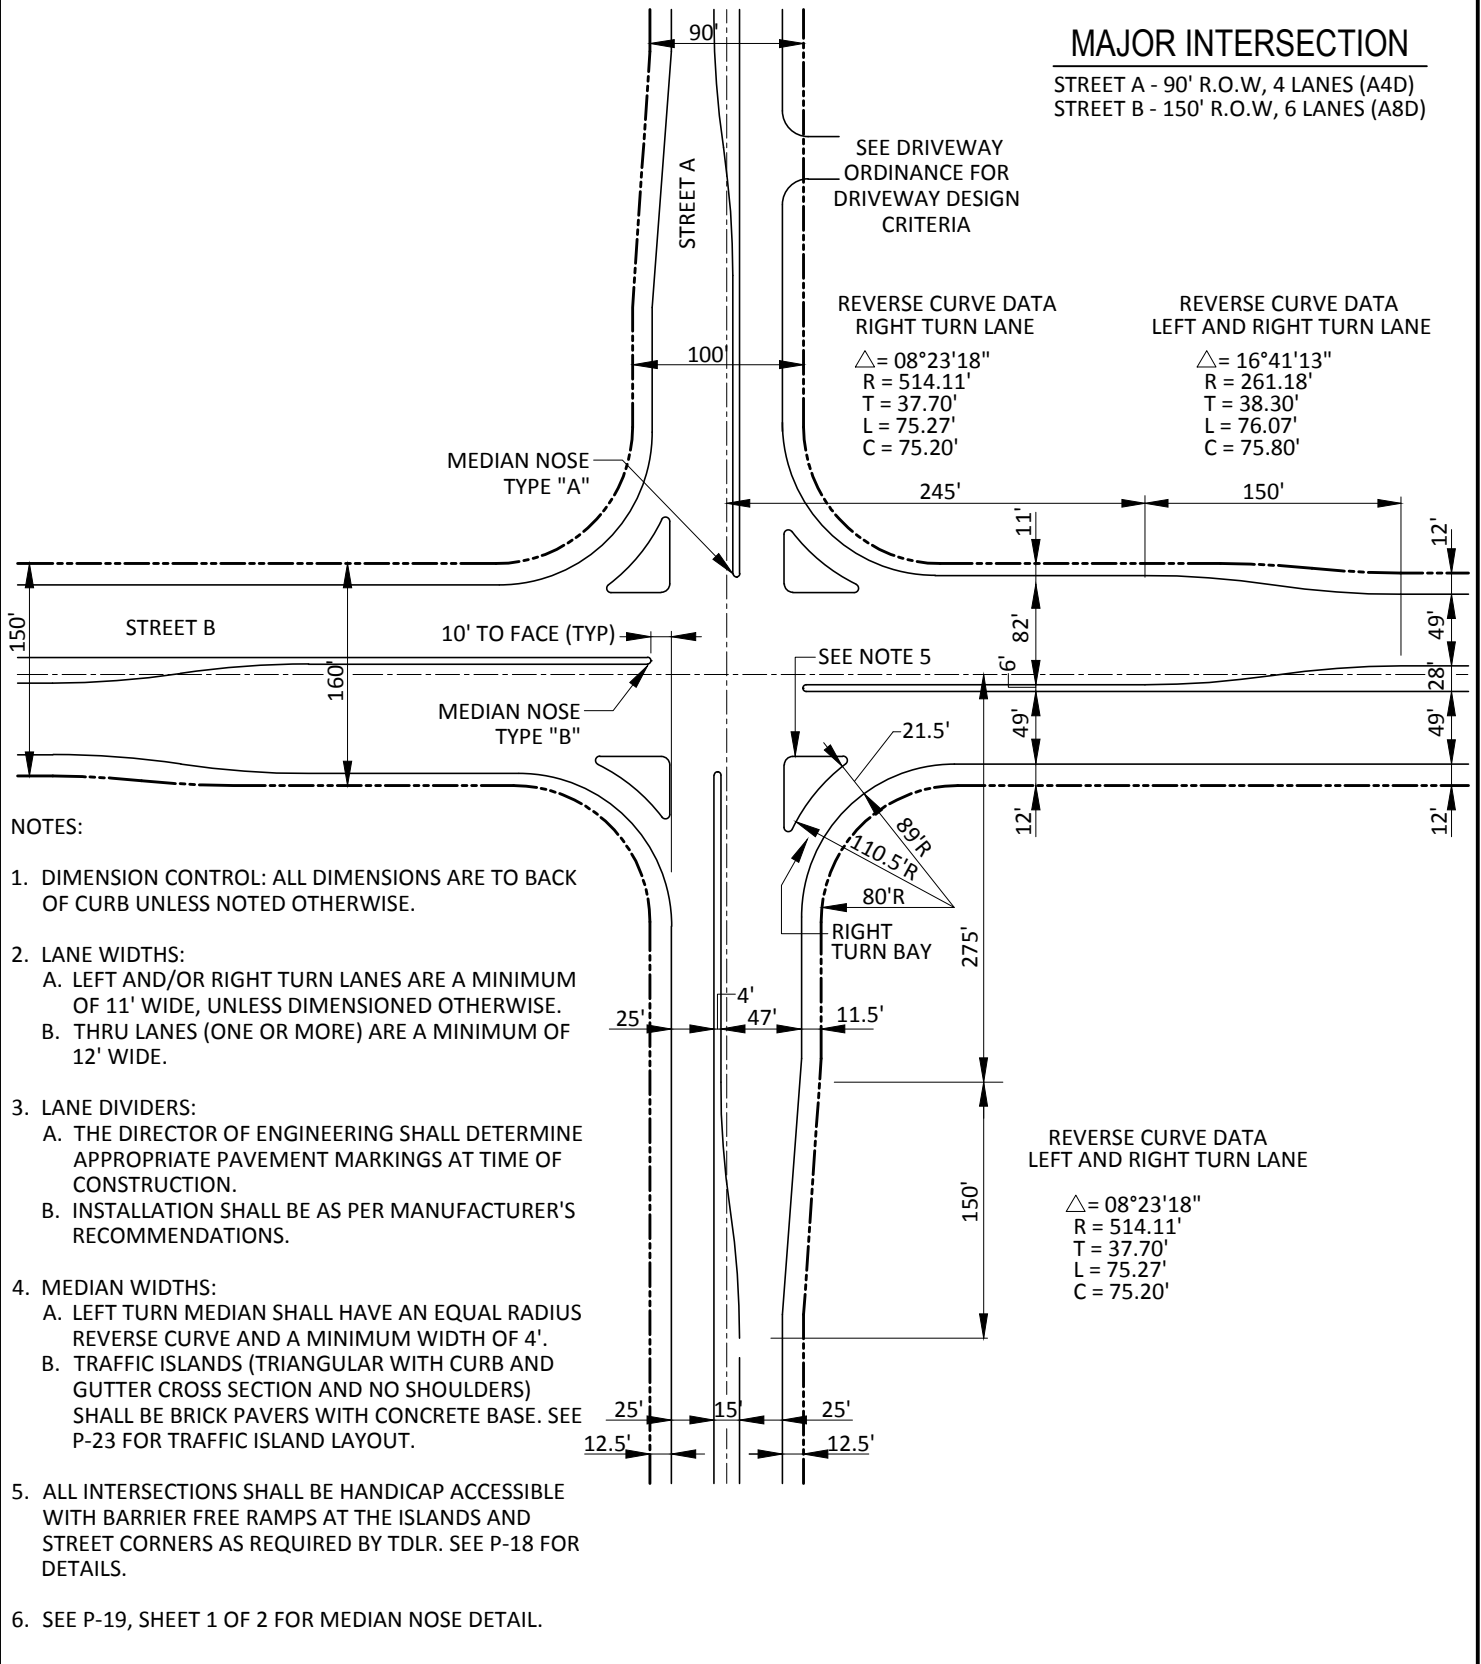 MAJOR INTERSECTION
STREET A - 90' R.O.W, 4 LANES (A4D)
STREET B - 150' R.O.W, 6 LANES (A8D)
90'
STREET A
SEE DRIVEWAY
ORDINANCE FOR
DRIVEWAY DESIGN
CRITERIA
REVERSE CURVE DATA
RIGHT TURN LANE
△= 08°23'18"
R = 514.11'
T = 37.70'
L = 75.27'
C = 75.20'
REVERSE CURVE DATA
LEFT AND RIGHT TURN LANE
△= 16°41'13"
R = 261.18'
T = 38.30'
L = 76.07'
C = 75.80'
100'
MEDIAN NOSE
TYPE "A"
245'
150'
11'
12'
150'
STREET B
10' TO FACE (TYP)
82'
49'
SEE NOTE 5
6'
160'
28'
MEDIAN NOSE
TYPE "B"
21.5'
49'
49'
89'R
110.5'R
80'R
12'
12'
RIGHT
TURN BAY
275'
4'
25'
47'
11.5'
150'
REVERSE CURVE DATA
LEFT AND RIGHT TURN LANE
△= 08°23'18"
R = 514.11'
T = 37.70'
L = 75.27'
C = 75.20'
25'
15'
25'
12.5'
12.5'
NOTES:
1. DIMENSION CONTROL: ALL DIMENSIONS ARE TO BACK
OF CURB UNLESS NOTED OTHERWISE.
2. LANE WIDTHS:
A. LEFT AND/OR RIGHT TURN LANES ARE A MINIMUM
OF 11' WIDE, UNLESS DIMENSIONED OTHERWISE.
B. THRU LANES (ONE OR MORE) ARE A MINIMUM OF
12' WIDE.
3. LANE DIVIDERS:
A. THE DIRECTOR OF ENGINEERING SHALL DETERMINE
APPROPRIATE PAVEMENT MARKINGS AT TIME OF
CONSTRUCTION.
B. INSTALLATION SHALL BE AS PER MANUFACTURER'S
RECOMMENDATIONS.
4. MEDIAN WIDTHS:
A. LEFT TURN MEDIAN SHALL HAVE AN EQUAL RADIUS
REVERSE CURVE AND A MINIMUM WIDTH OF 4'.
B. TRAFFIC ISLANDS (TRIANGULAR WITH CURB AND
GUTTER CROSS SECTION AND NO SHOULDERS)
SHALL BE BRICK PAVERS WITH CONCRETE BASE. SEE
P-23 FOR TRAFFIC ISLAND LAYOUT.
5. ALL INTERSECTIONS SHALL BE HANDICAP ACCESSIBLE
WITH BARRIER FREE RAMPS AT THE ISLANDS AND
STREET CORNERS AS REQUIRED BY TDLR. SEE P-18 FOR
DETAILS.
6. SEE P-19, SHEET 1 OF 2 FOR MEDIAN NOSE DETAIL.